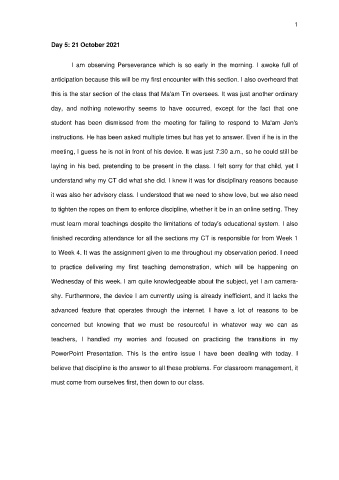 1
Day 5: 21 October 2021
I am observing Perseverance which is so early in the morning. I awoke full of
anticipation because this will be my first encounter with this section. I also overheard that
this is the star section of the class that Ma'am Tin oversees. It was just another ordinary
day, and nothing noteworthy seems to have occurred, except for the fact that one
student has been dismissed from the meeting for failing to respond to Ma'am Jen's
instructions. He has been asked multiple times but has yet to answer. Even if he is in the
meeting, I guess he is not in front of his device. It was just 7:30 a.m., so he could still be
laying in his bed, pretending to be present in the class. I felt sorry for that child, yet I
understand why my CT did what she did. I knew it was for disciplinary reasons because
it was also her advisory class. I understood that we need to show love, but we also need
to tighten the ropes on them to enforce discipline, whether it be in an online setting. They
must learn moral teachings despite the limitations of today's educational system. I also
finished recording attendance for all the sections my CT is responsible for from Week 1
to Week 4. It was the assignment given to me throughout my observation period. I need
to practice delivering my first teaching demonstration, which will be happening on
Wednesday of this week. I am quite knowledgeable about the subject, yet I am camera-
shy. Furthermore, the device I am currently using is already inefficient, and it lacks the
advanced feature that operates through the internet. I have a lot of reasons to be
concerned but knowing that we must be resourceful in whatever way we can as
teachers, I handled my worries and focused on practicing the transitions in my
PowerPoint Presentation. This is the entire issue I have been dealing with today. I
believe that discipline is the answer to all these problems. For classroom management, it
must come from ourselves first, then down to our class.